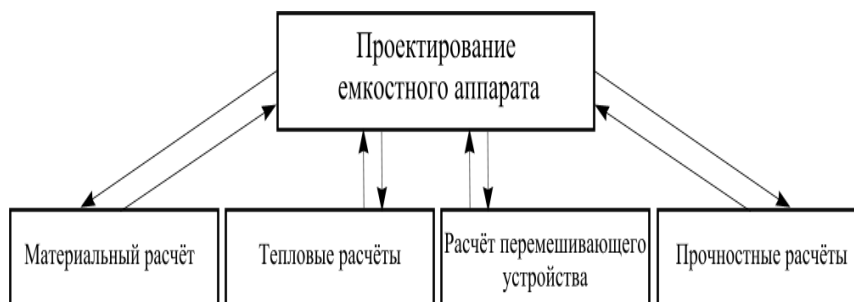 Проектирование
емкостного аппарата
Материальный расчёт
Тепловые расчёты
Расчёт перемешивающего
устройства
Прочностные расчёты